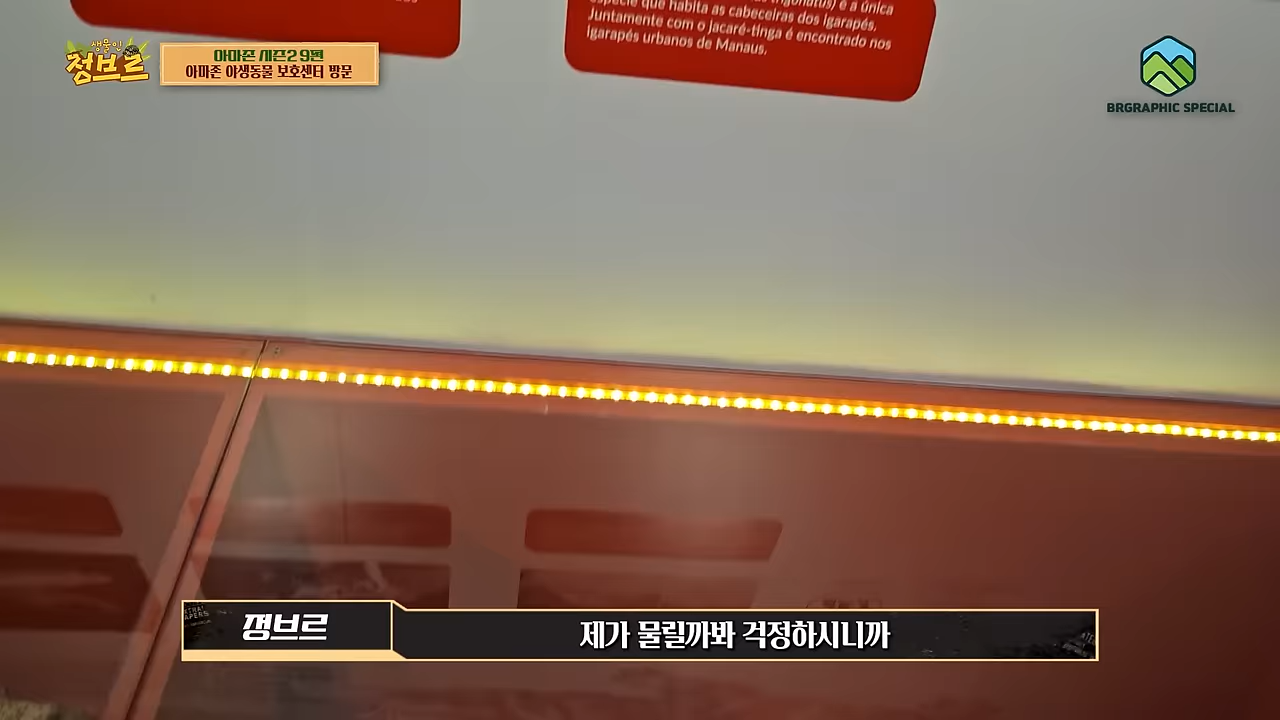 생물인
정브르
아마존 시즌2 9편
아마존 야생동물 보호센터 방문
trigonatus) é a única
espécie que habita as cabeceiras dos Igarapés.
Juntamente com o jacaré-tinga é encontrado nos
Igarapés urbanos de Manaus.
BRGRAPHIC SPECIAL
정브르
제가 물릴까봐 걱정하시니까